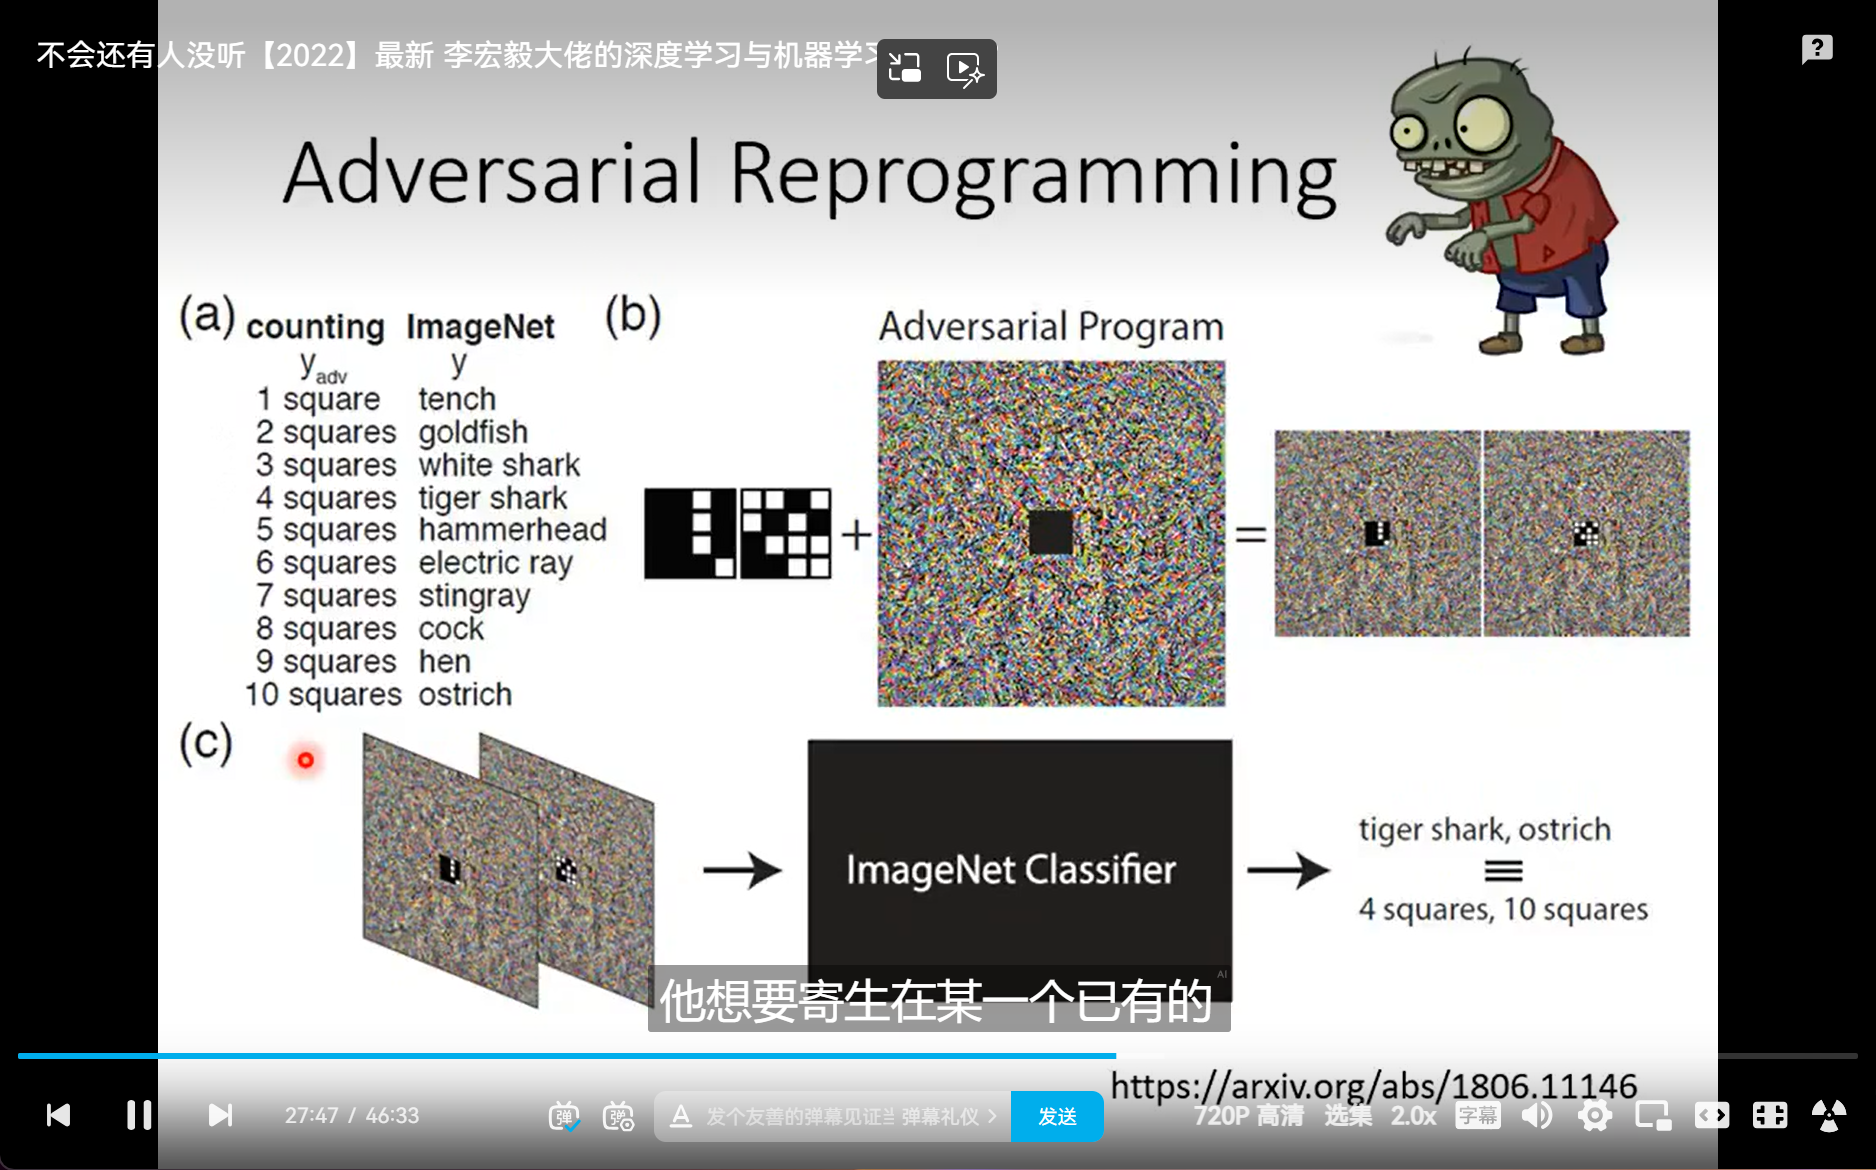 不会还有人没听【2022】最新 李宏毅大佬的深度学习与机器学
Adversarial Reprogramming
(a)
counting ImageNet
y adv y
1 square tench
2 squares goldfish
3 squares white shark
4 squares tiger shark
5 squares hammerhead
6 squares electric ray
7 squares stingray
8 squares cock
9 squares hen
10 squares ostrich
(b)
Adversarial Program
+
=
(c)
ImageNet Classifier
tiger shark, ostrich
≡
4 squares, 10 squares
AI
他想要寄生在某一个已有的
https://arxiv.org/abs/1806.11146
27:47 / 46:33
弹
弹
A 发个友善的弹幕见证 弹幕礼仪 >
发送
720P 高清
选集
2.0x
字幕